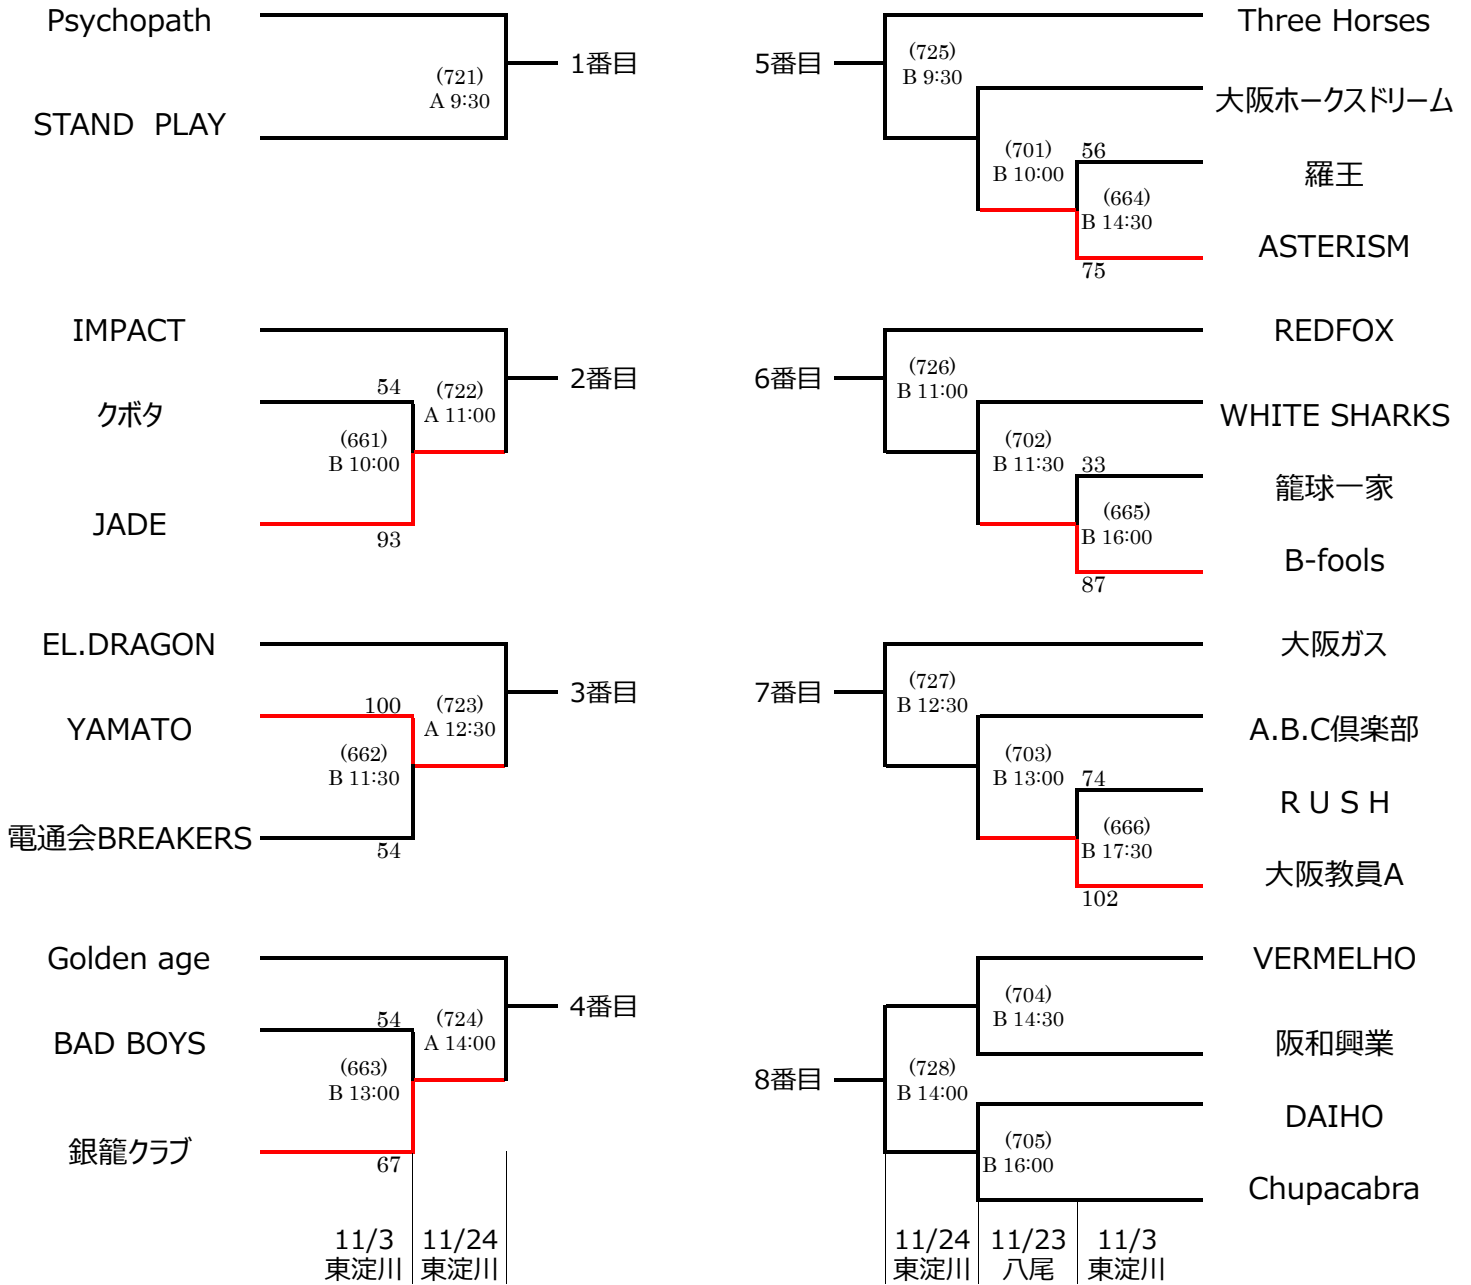 Psychopath
(721)
A 9:30
1番目
STAND PLAY
IMPACT
54
(722)
A 11:00
2番目
クボタ
(661)
B 10:00
JADE
93
EL.DRAGON
100
(723)
A 12:30
3番目
YAMATO
(662)
B 11:30
電通会BREAKERS
54
Golden age
54
(724)
A 14:00
4番目
BAD BOYS
(663)
B 13:00
銀籠クラブ
67
11/3
東淀川
11/24
東淀川
Three Horses
5番目
(725)
B 9:30
大阪ホークスドリーム
(701)
B 10:00
56
羅王
(664)
B 14:30
ASTERISM
75
REDFOX
6番目
(726)
B 11:00
WHITE SHARKS
(702)
B 11:30
33
籠球一家
(665)
B 16:00
B-fools
87
大阪ガス
7番目
(727)
B 12:30
A.B.C倶楽部
(703)
B 13:00
74
R U S H
(666)
B 17:30
大阪教員A
102
VERMELHO
(704)
B 14:30
阪和興業
8番目
(728)
B 14:00
DAIHO
(705)
B 16:00
Chupacabra
11/24
東淀川
11/23
八尾
11/3
東淀川